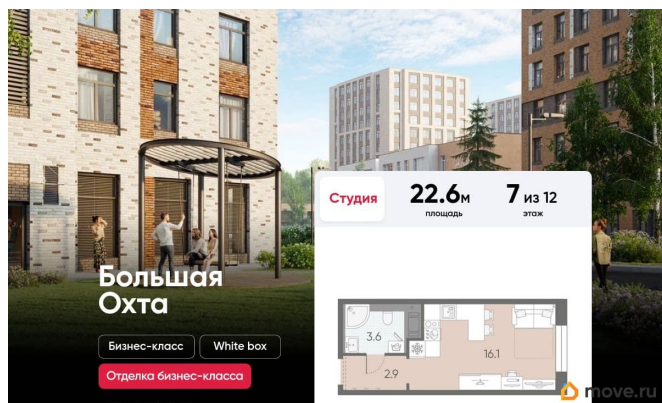 Большая
Охта
Бизнес-класс
White box
Отделка бизнес-класса
Студия
22.6м
площадь
7 из 12
этаж
3.6
2.9
16.1
move.ru